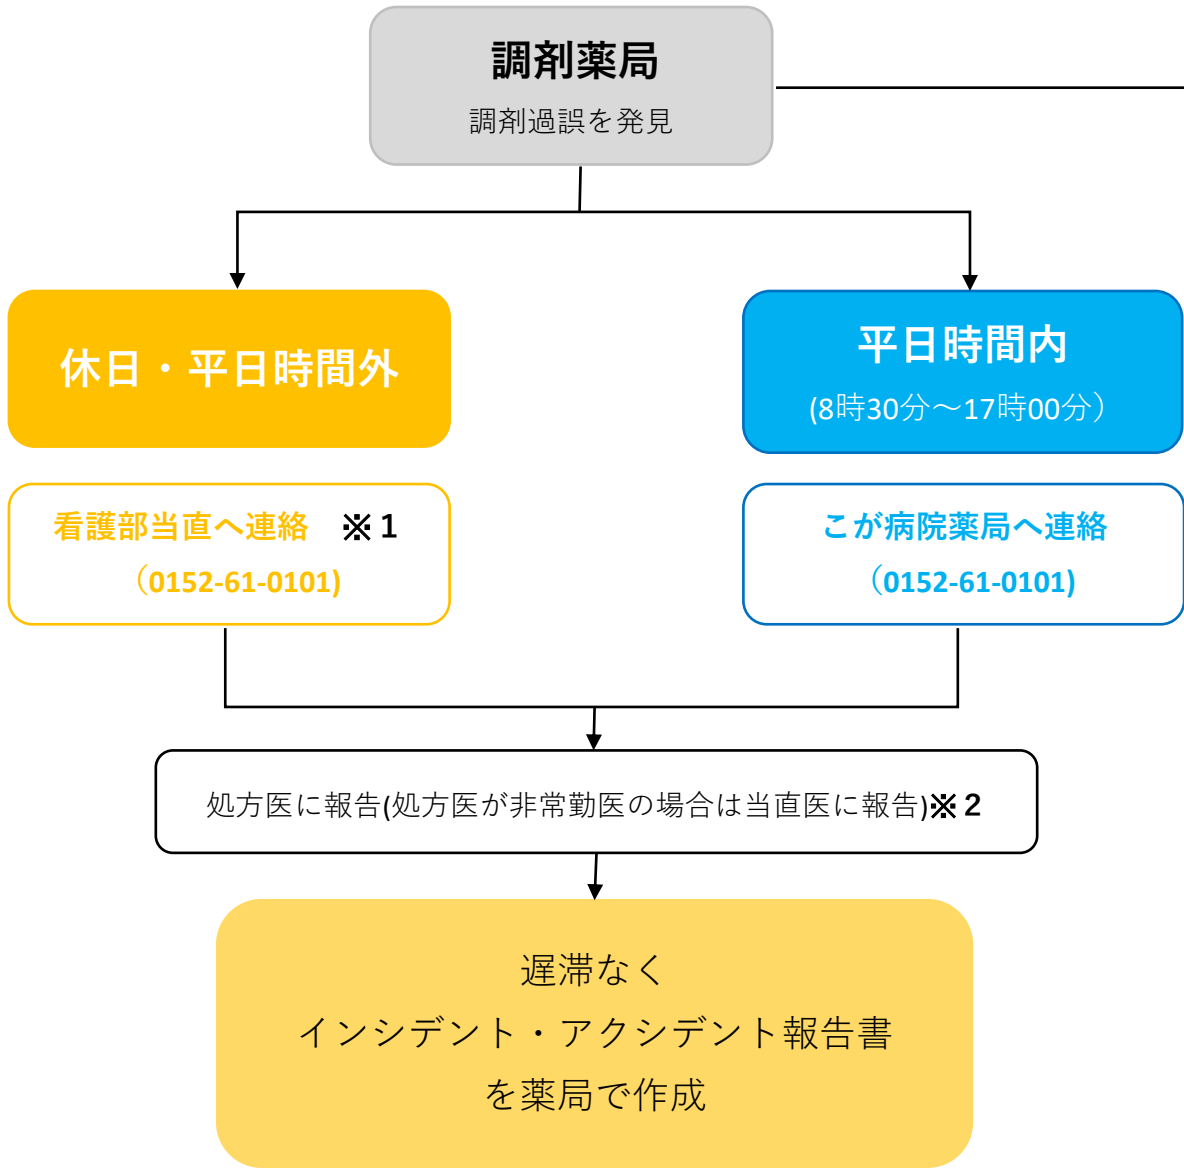 調剤薬局
調剤過誤を発見
休日・平日時間外
平日時間内
(8時30分～17時00分）
看護部当直へ連絡　※１
（0152-61-0101)
こが病院薬局へ連絡
（0152-61-0101)
処方医に報告(処方医が非常勤医の場合は当直医に報告)※２
遅滞なく
インシデント・アクシデント報告書
を薬局で作成